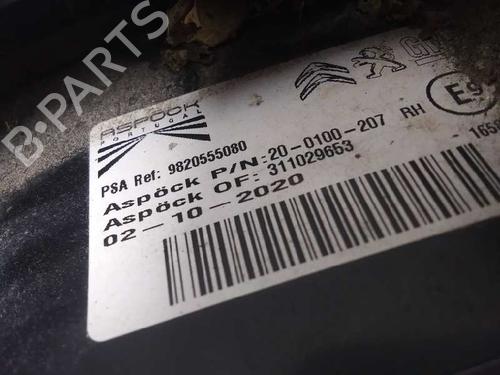 B-PARTS
ASPÖCK
PORTUGAL
PSA Ref: 9820555080
Aspöck P/N:20-0100-207 RH
Aspöck OF: 311029653
02-10-2020
E9